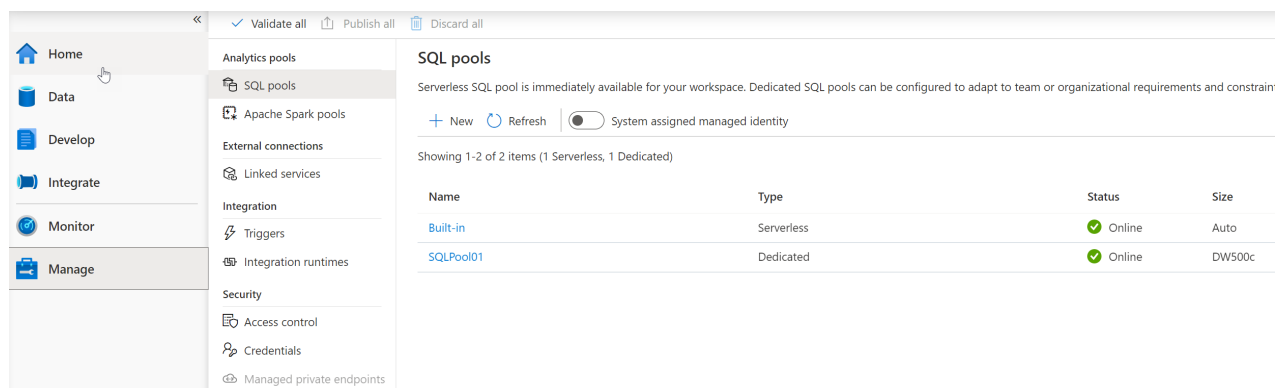 «
Home
Data
Develop
Integrate
Monitor
Manage
Validate all Publish all Discard all
Analytics pools
SQL pools
Apache Spark pools
External connections
Linked services
Integration
Triggers
Integration runtimes
Security
Access control
Credentials
Managed private endpoints
SQL pools
Serverless SQL pool is immediately available for your workspace. Dedicated SQL pools can be configured to adapt to team or organizational requirements and constraint
New Refresh System assigned managed identity
Showing 1-2 of 2 items (1 Serverless, 1 Dedicated)
Name Type Status Size
Built-in Serverless Online Auto
SQLPool01 Dedicated Online DW500c